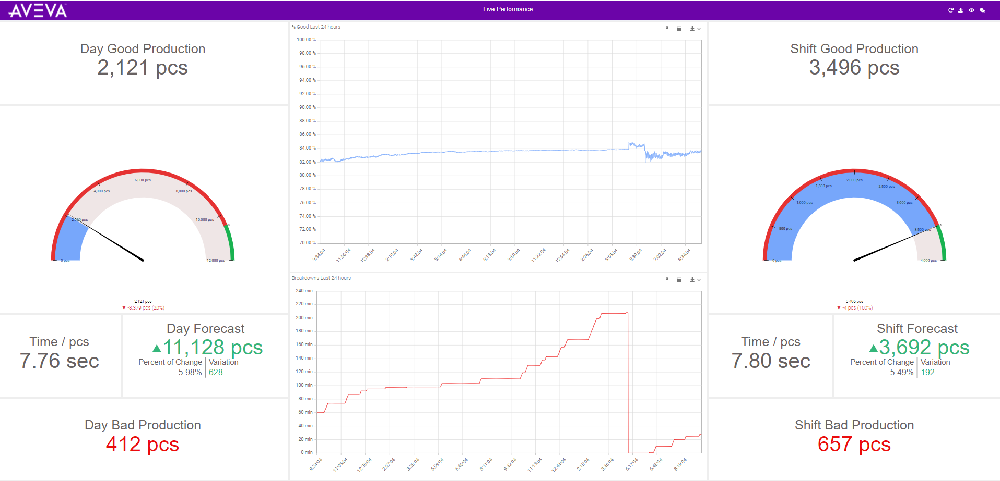 AVEVA
Live Performance
Day Good Production
2,121 pcs
0 pcs
2,000 pcs
4,000 pcs
6,000 pcs
8,000 pcs
10,000 pcs
12,000 pcs
2,121 pcs
▼ -8,379 pcs (20%)
Time / pcs
7.76 sec
Day Forecast
▲11,128 pcs
Percent of Change | Variation
5.98% | 628
Day Bad Production
412 pcs
% Good Last 24 hours
100.00 %
98.00 %
96.00 %
94.00 %
92.00 %
90.00 %
88.00 %
86.00 %
84.00 %
82.00 %
80.00 %
78.00 %
76.00 %
74.00 %
72.00 %
70.00 %
9:34:04 11:06:04 12:38:04 2:10:04 3:42:04 5:14:04 6:46:04 8:18:04 9:50:04 11:22:04 12:54:04 2:26:04 3:58:04 5:30:04 7:02:04 8:34:04
Breakdowns Last 24 hours
240 min
220 min
200 min
180 min
160 min
140 min
120 min
100 min
80 min
60 min
40 min
20 min
0 min
9:34:04 11:05:04 12:36:04 2:07:04 3:38:04 5:09:04 6:40:04 8:11:04 9:42:04 11:13:04 12:44:04 2:15:04 3:46:04 5:17:04 6:48:04 8:19:04
Shift Good Production
3,496 pcs
0 pcs
500 pcs
1,000 pcs
1,500 pcs
2,000 pcs
2,500 pcs
3,000 pcs
3,500 pcs
4,000 pcs
3,496 pcs
▼ -4 pcs (100%)
Time / pcs
7.80 sec
Shift Forecast
▲3,692 pcs
Percent of Change | Variation
5.49% | 192
Shift Bad Production
657 pcs